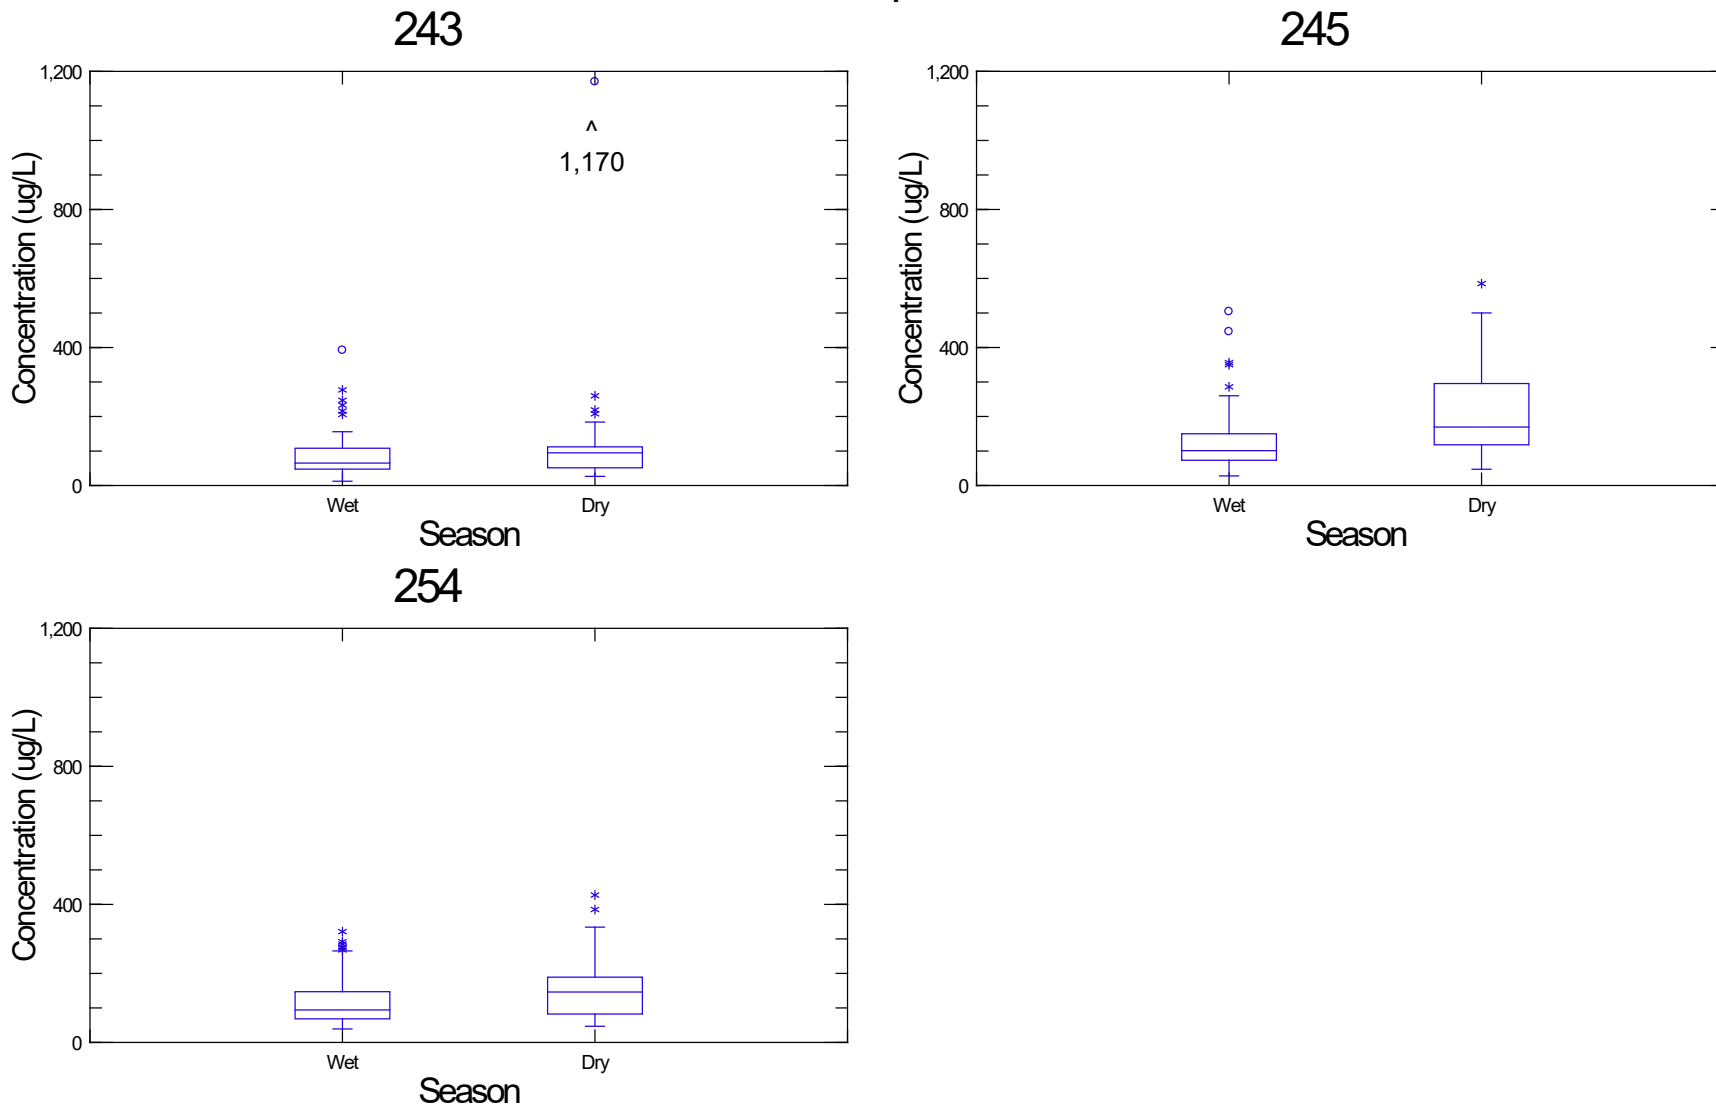 243
1,200
800
400
0
Concentration (ug/L)
^
1,170
Wet
Dry
Season
245
1,200
800
400
0
Concentration (ug/L)
Wet
Dry
Season
254
1,200
800
400
0
Concentration (ug/L)
Wet
Dry
Season